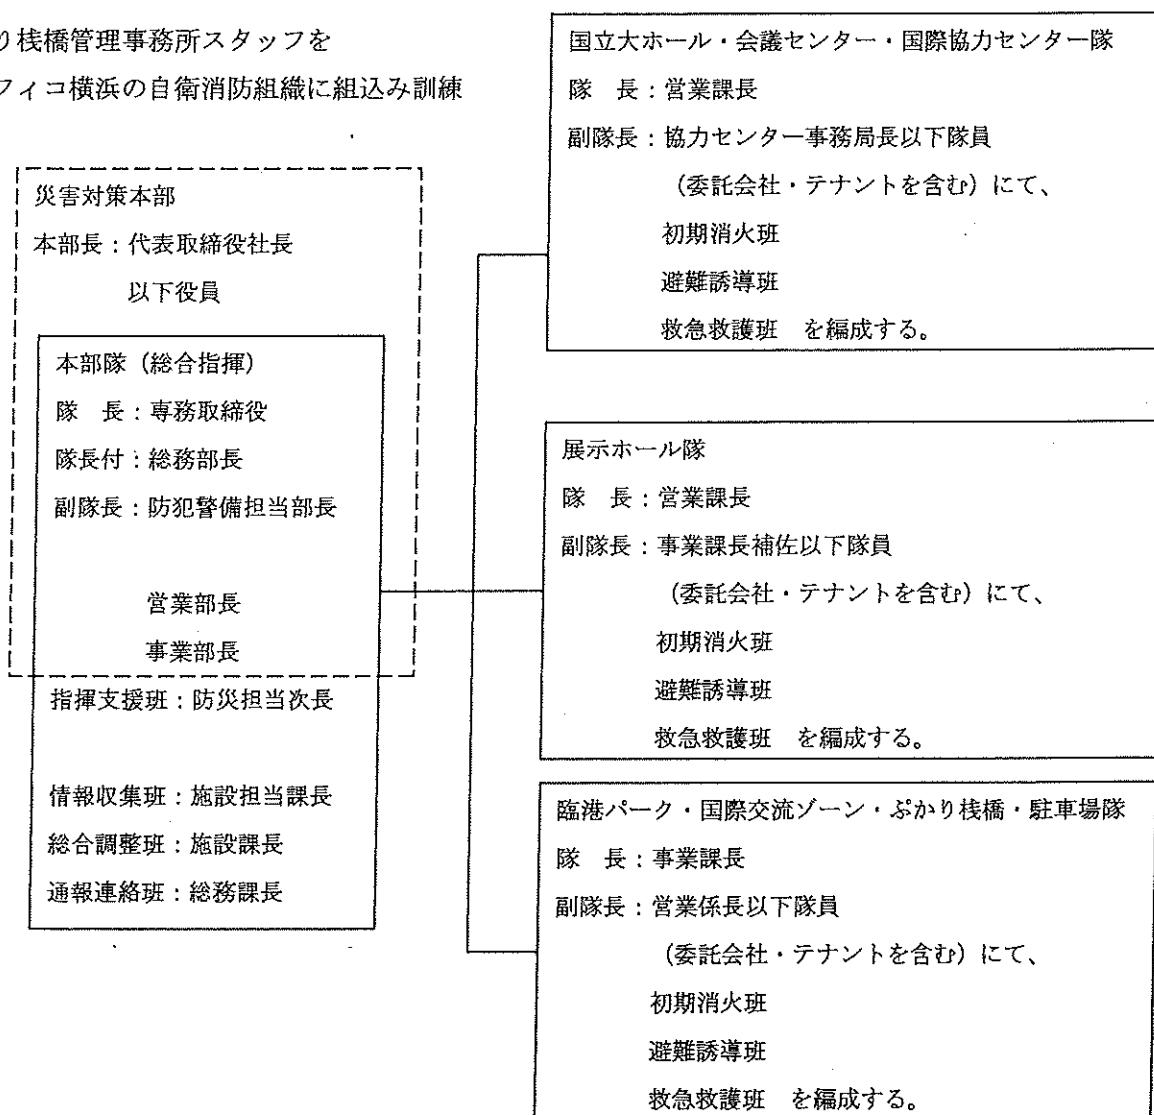 り桟橋管理事務所スタッフを
フィコ横浜の自衛消防組織に組込み訓練
災害対策本部
本部長：代表取締役社長
以下役員
本部隊（総合指揮）
隊　長：専務取締役
隊長付：総務部長
副隊長：防犯警備担当部長
営業部長
事業部長
指揮支援班：防災担当次長
情報収集班：施設担当課長
総合調整班：施設課長
通報連絡班：総務課長
国立大ホール・会議センター・国際協力センター隊
隊　長：営業課長
副隊長：協力センター事務局長以下隊員
（委託会社・テナントを含む）にて、
初期消火班
避難誘導班
救急救護班　を編成する。
展示ホール隊
隊　長：営業課長
副隊長：事業課長補佐以下隊員
（委託会社・テナントを含む）にて、
初期消火班
避難誘導班
救急救護班　を編成する。
臨港パーク・国際交流ゾーン・ぷかり桟橋・駐車場隊
隊　長：事業課長
副隊長：営業係長以下隊員
（委託会社・テナントを含む）にて、
初期消火班
避難誘導班
救急救護班　を編成する。